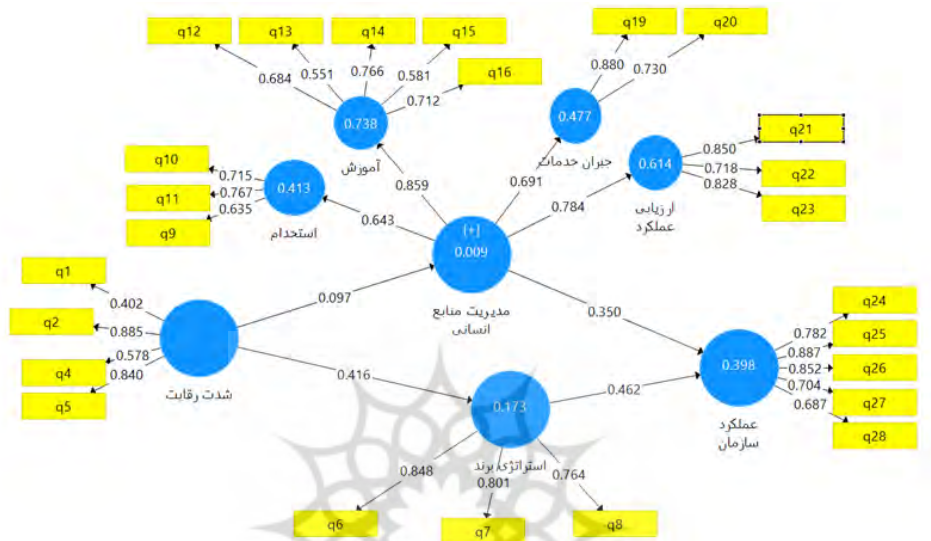 q12
q13
q14
q15
q16
0.684
0.551
0.766
0.581
0.712
0.738
آموزش
q19
q20
0.880
0.730
0.477
جبران خدمات
q21
q22
q23
0.850
0.718
0.828
0.614
ارزیابی
عملکرد
q10
q11
q9
0.715
0.767
0.635
0.413
استخدام
0.859
0.691
0.643
0.784
[+]
0.009
مدیریت منابع
انسانی
q1
q2
q4
q5
0.402
0.885
0.578
0.840
شدت رقابت
0.097
0.416
0.350
0.462
0.173
استراتژی برند
0.848
0.801
0.764
q6
q7
q8
0.398
عملکرد
سازمان
0.782
0.887
0.852
0.704
0.687
q24
q25
q26
q27
q28